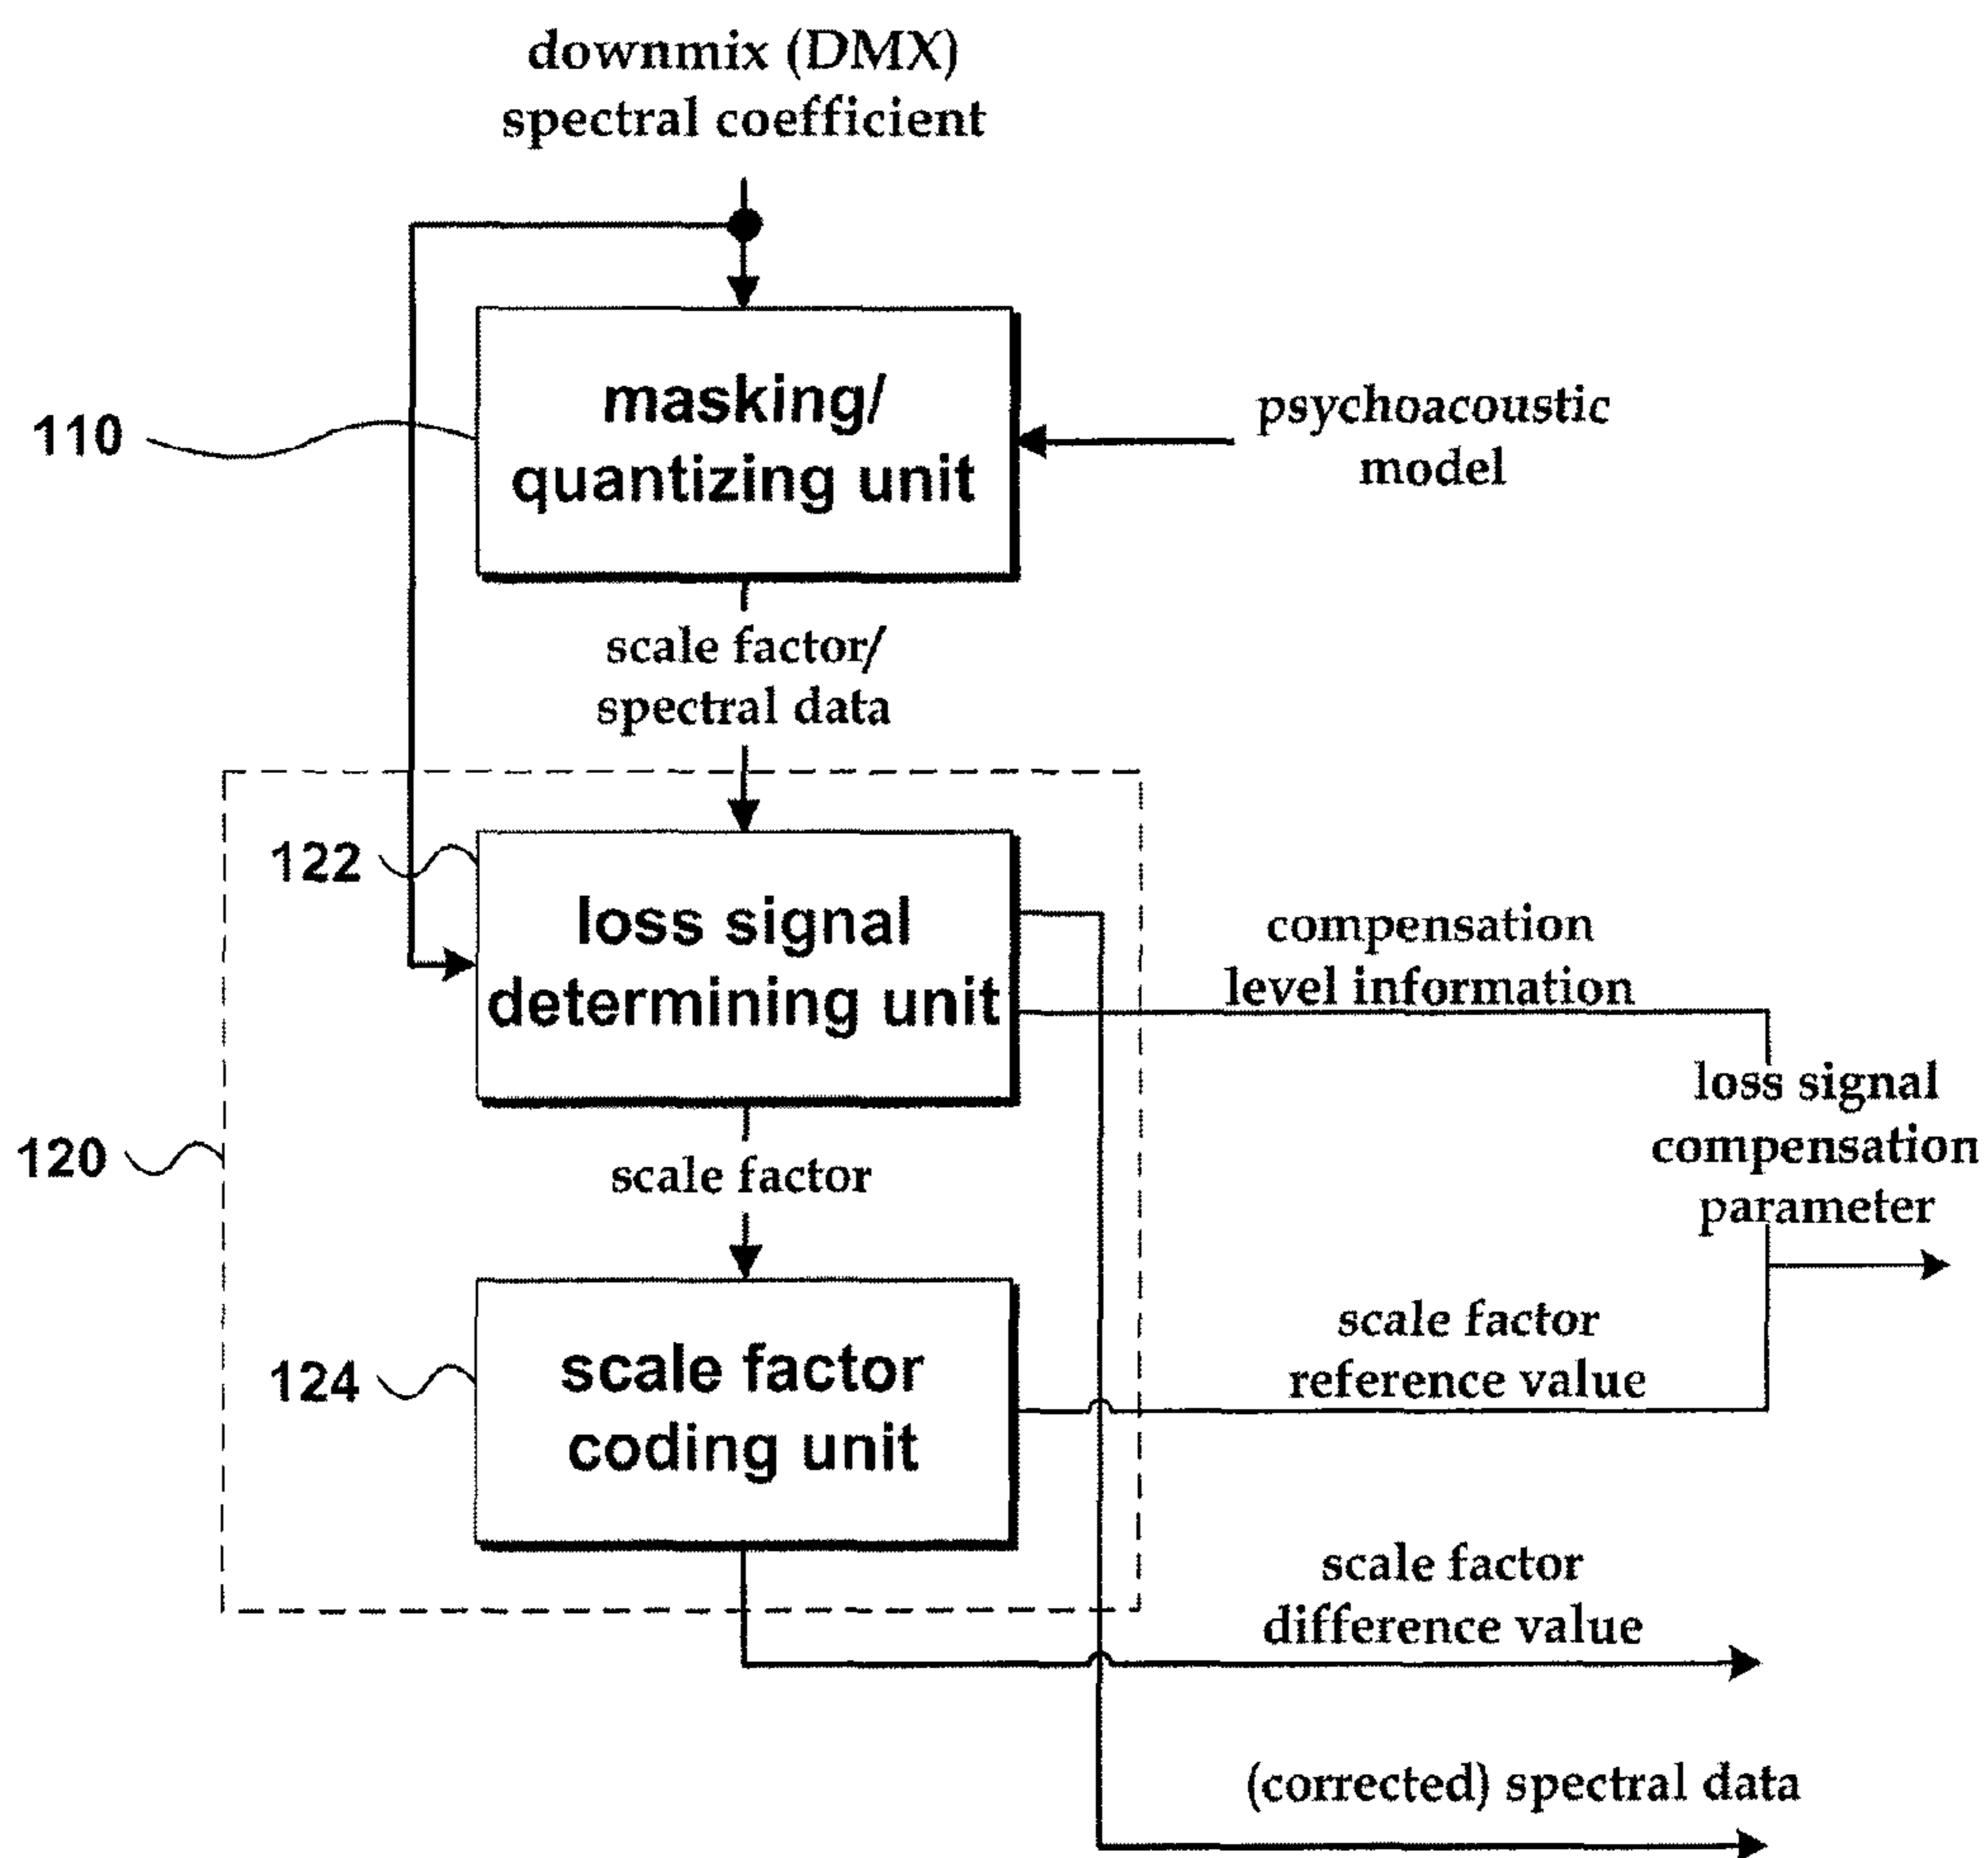 downmix (DMX)
spectral coefficient
masking/
quantizing unit
110
psychoacoustic
model
scale factor/
spectral data
122
loss signal
determining unit
compensation
level information
loss signal
compensation
parameter
120
scale factor
124
scale factor
coding unit
scale factor
reference value
scale factor
difference value
(corrected) spectral data